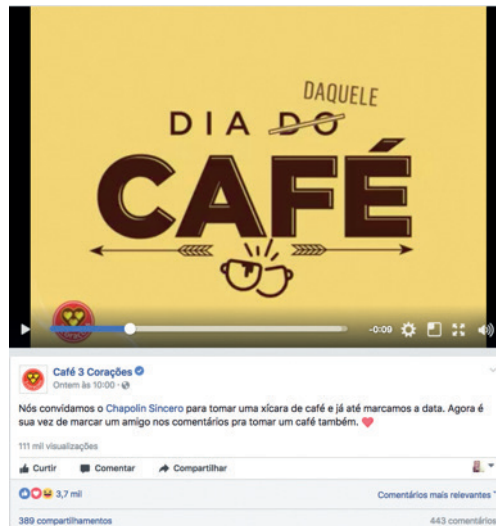 DAQUELE
DIA DO
CAFÉ
-0:09
Café 3 Corações
Ontem às 10:00
Nós convidamos o Chapolin Sincero para tomar uma xícara de café e já até marcamos a data. Agora é
sua vez de marcar um amigo nos comentários pra tomar um café também.
111 mil visualizações
Curtir Comentar Compartilhar
3,7 mil Comentários mais relevantes
389 compartilhamentos 443 comentários